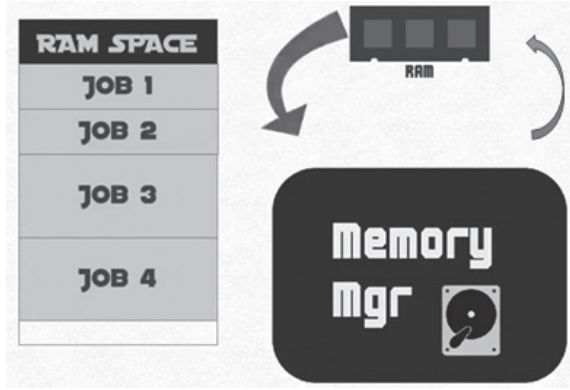 RAM SPACE
JOB 1
JOB 2
JOB 3
JOB 4
RAM
Memory
Mgr